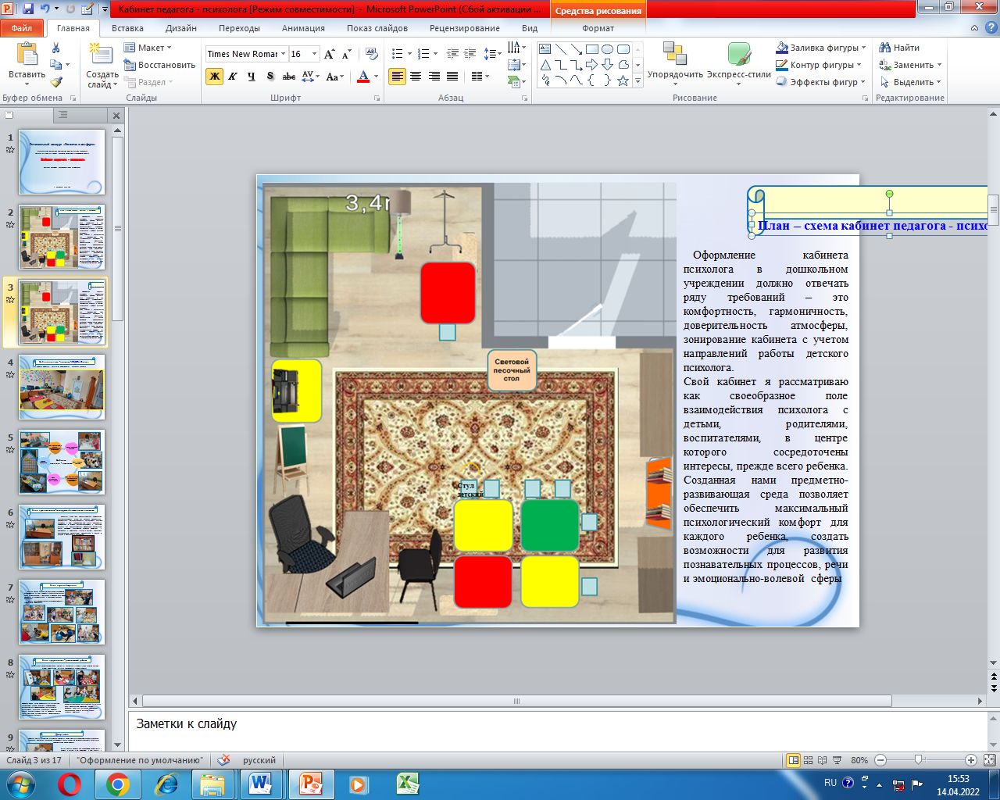 Кабинет педагога - психолога [Режим совместимости] - Microsoft PowerPoint (Сбой активации ...
Средства рисования
Файл
Главная
Вставка
Дизайн
Переходы
Анимация
Показ слайдов
Рецензирование
Вид
Формат
Вставить
Создать слайд
Макет
Восстановить
Раздел
Times New Roman
16
Ж К Ч S abc AV Aa А
Упорядочить
Экспресс-стили
Заливка фигуры
Контур фигуры
Эффекты фигур
Найти
Заменить
Выделить
Буфер обмена
Слайды
Шрифт
Абзац
Рисование
Редактирование
1
2
3
4
5
6
7
8
9
3,4
План – схема кабинет педагога - психо
Оформление кабинета
психолога в дошкольном
учреждении должно отвечать
ряду требований – это
комфортность, гармоничность,
доверительность атмосферы,
зонирование кабинета с учетом
направлений работы детского
психолога.
Свой кабинет я рассматриваю
как своеобразное поле
взаимодействия психолога с
детьми, родителями,
воспитателями, в центре
которого сосредоточены
интересы, прежде всего ребенка.
Созданная нами предметно-
развивающая среда позволяет
обеспечить максимальный
психологический комфорт для
каждого ребенка, создать
возможности для развития
познавательных процессов, речи
и эмоционально-волевой сферы
Световой
песочный
стол
Стул
детский
Заметки к слайду
Слайд 3 из 17
"Оформление по умолчанию"
русский
80%
RU
15:53
14.04.2022